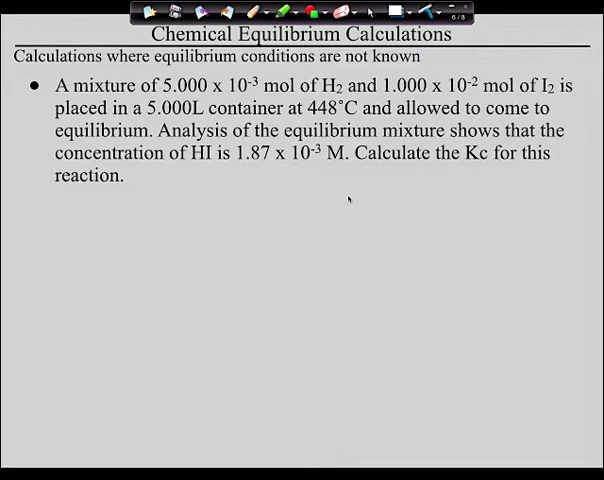 6/8
Chemical Equilibrium Calculations
Calculations where equilibrium conditions are not known
• A mixture of 5.000 x 10⁻³ mol of H₂ and 1.000 x 10⁻² mol of I₂ is
placed in a 5.000L container at 448˚C and allowed to come to
equilibrium. Analysis of the equilibrium mixture shows that the
concentration of HI is 1.87 x 10⁻³ M. Calculate the Kc for this
reaction.